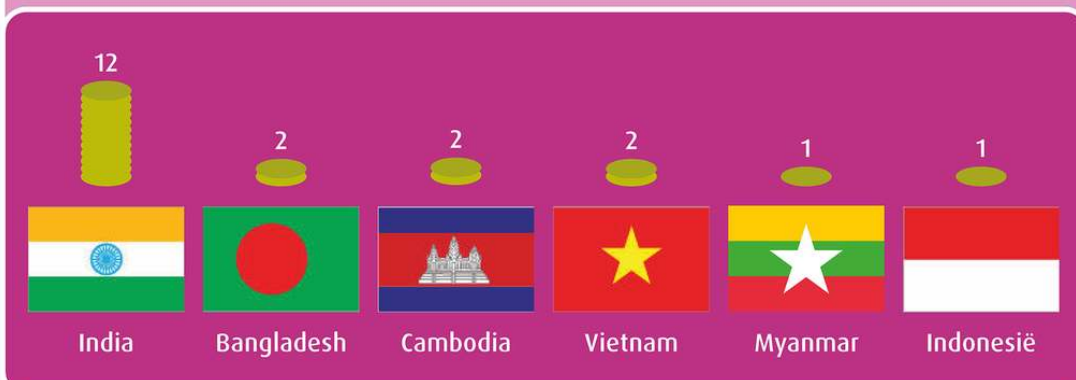 12
2
2
2
1
1
India
Bangladesh
Cambodia
Vietnam
Myanmar
Indonesië